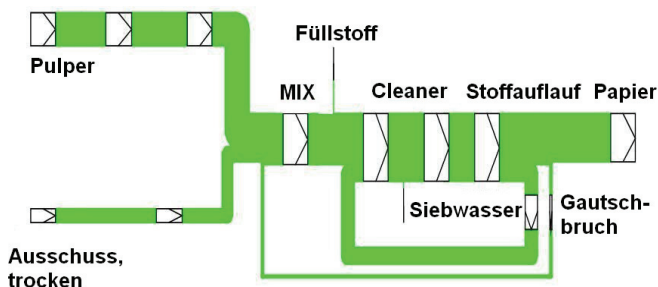 Füllstoff
Pulper
MIX
Cleaner
Stoffauflauf
Papier
Siebwasser
Gautsch-
bruch
Ausschuss,
trocken